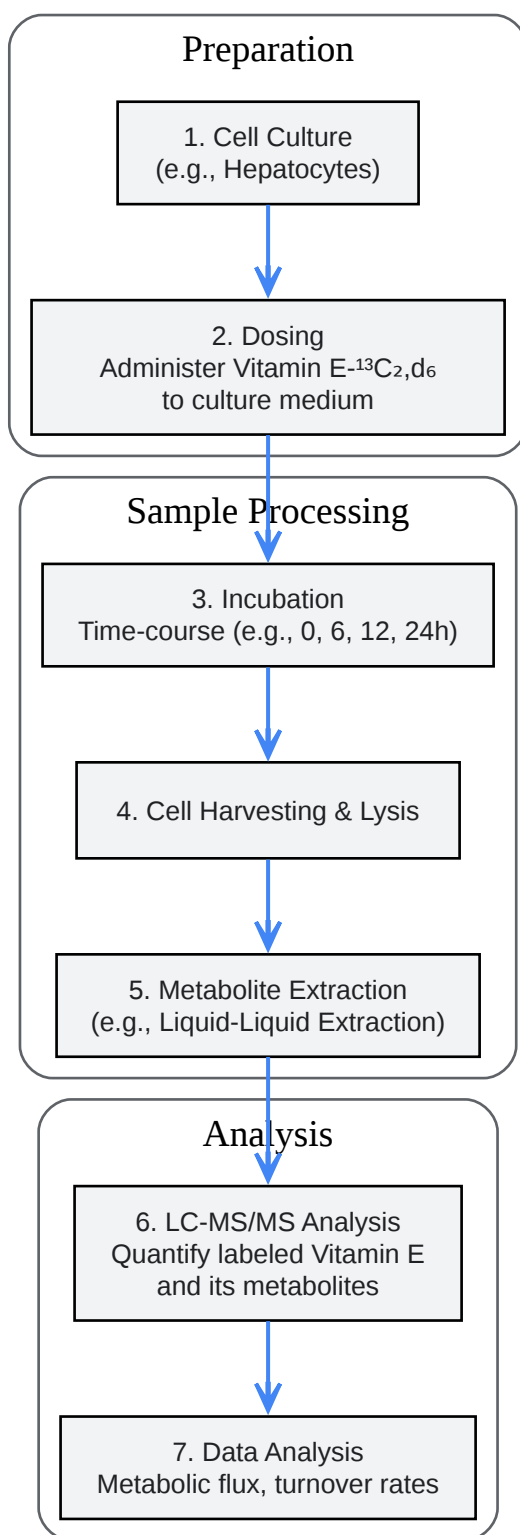 Preparation
1. Cell Culture
(e.g., Hepatocytes)
2. Dosing
Administer Vitamin E-¹³C₂,d₆
to culture medium
Sample Processing
3. Incubation
Time-course (e.g., 0, 6, 12, 24h)
4. Cell Harvesting & Lysis
5. Metabolite Extraction
(e.g., Liquid-Liquid Extraction)
Analysis
6. LC-MS/MS Analysis
Quantify labeled Vitamin E
and its metabolites
7. Data Analysis
Metabolic flux, turnover rates